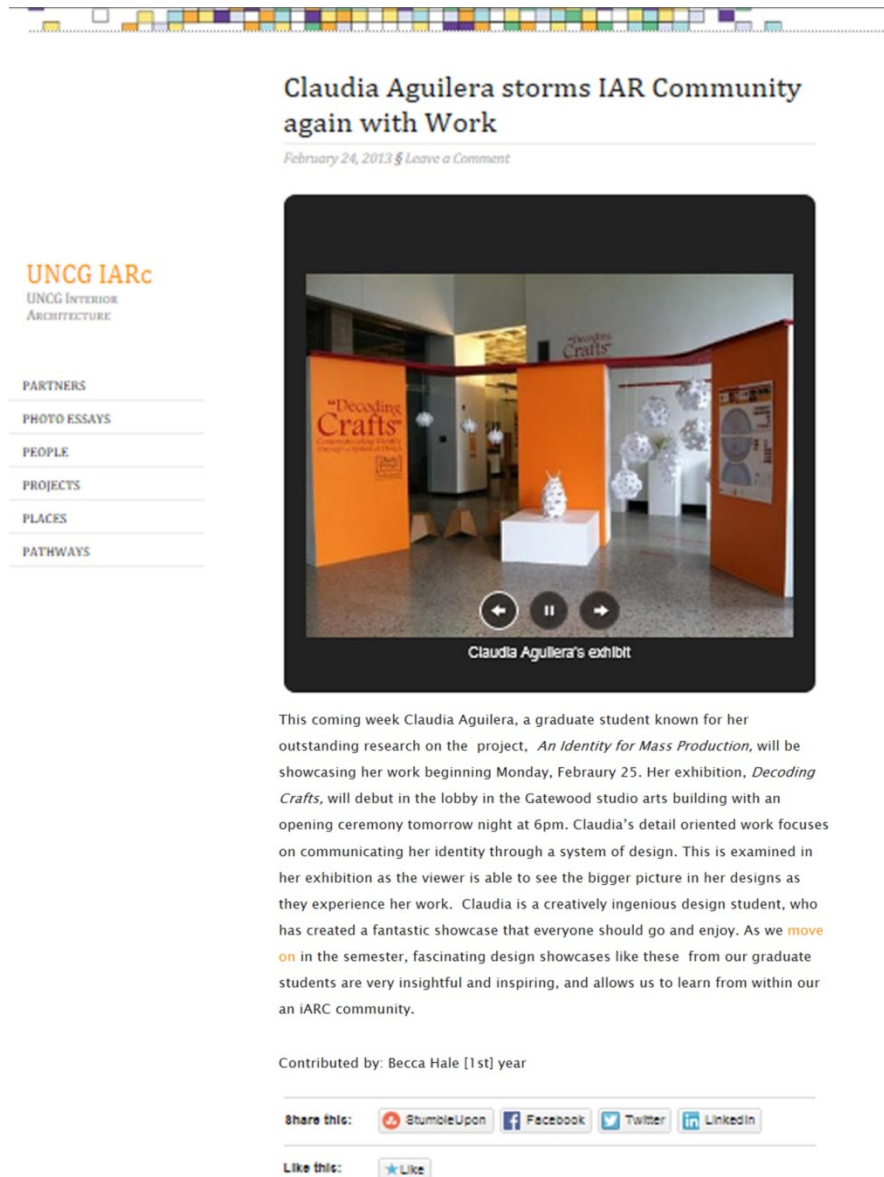 Claudia Aguilera storms IAR Community
again with Work
February 24, 2013 § Leave a Comment
UNCG IARc
UNCG Interior
Architecture
PARTNERS
PHOTO ESSAYS
PEOPLE
PROJECTS
PLACES
PATHWAYS
"Decoding
Crafts"
"Decoding
Crafts"
Communicating Identity
through a System of Design
Claudia Aguilera's exhibit
This coming week Claudia Aguilera, a graduate student known for her
outstanding research on the project, An Identity for Mass Production, will be
showcasing her work beginning Monday, Febraury 25. Her exhibition, Decoding
Crafts, will debut in the lobby in the Gatewood studio arts building with an
opening ceremony tomorrow night at 6pm. Claudia's detail oriented work focuses
on communicating her identity through a system of design. This is examined in
her exhibition as the viewer is able to see the bigger picture in her designs as
they experience her work. Claudia is a creatively ingenious design student, who
has created a fantastic showcase that everyone should go and enjoy. As we move
on in the semester, fascinating design showcases like these from our graduate
students are very insightful and inspiring, and allows us to learn from within our
an iARC community.
Contributed by: Becca Hale [1st] year
Share this: StumbleUpon Facebook Twitter LinkedIn
Like this: Like